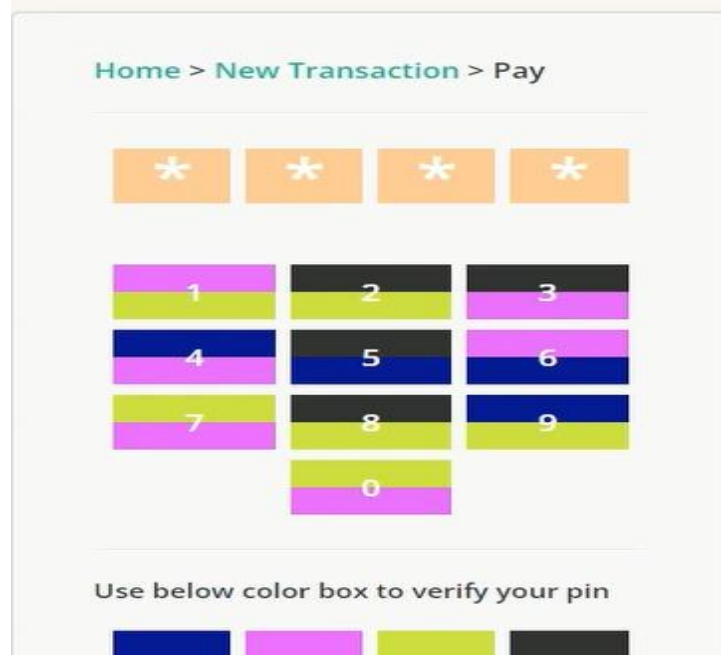 Home > New Transaction > Pay
* * * *
1 2 3
4 5 6
7 8 9
0
Use below color box to verify your pin